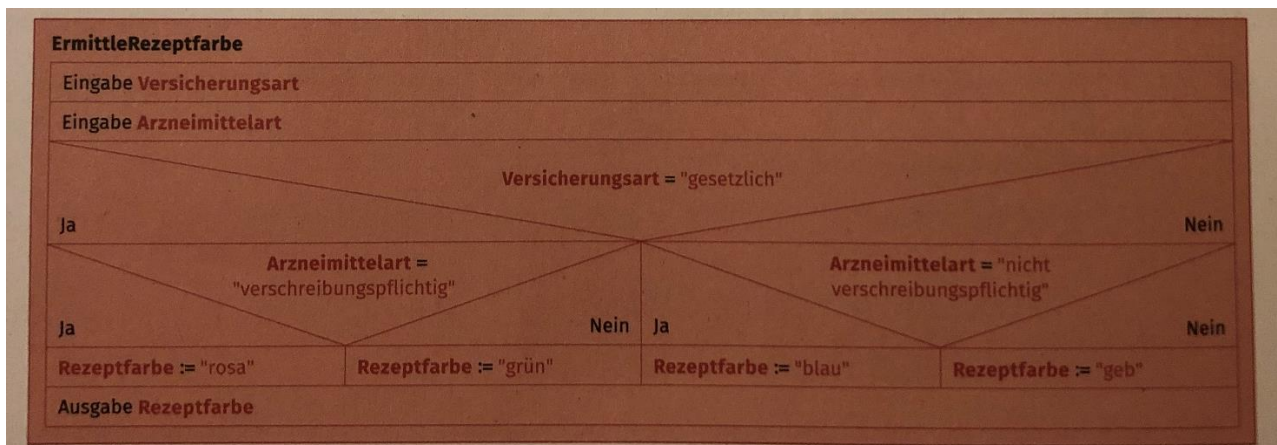 ErmittleRezeptfarbe
Eingabe Versicherungsart
Eingabe Arzneimittelart
Versicherungsart = "gesetzlich"
Ja
Nein
Arzneimittelart =
"verschreibungspflichtig"
Ja
Nein
Arzneimittelart = "nicht
verschreibungspflichtig"
Ja
Nein
Rezeptfarbe := "rosa"
Rezeptfarbe := "grün"
Rezeptfarbe := "blau"
Rezeptfarbe := "geb"
Ausgabe Rezeptfarbe